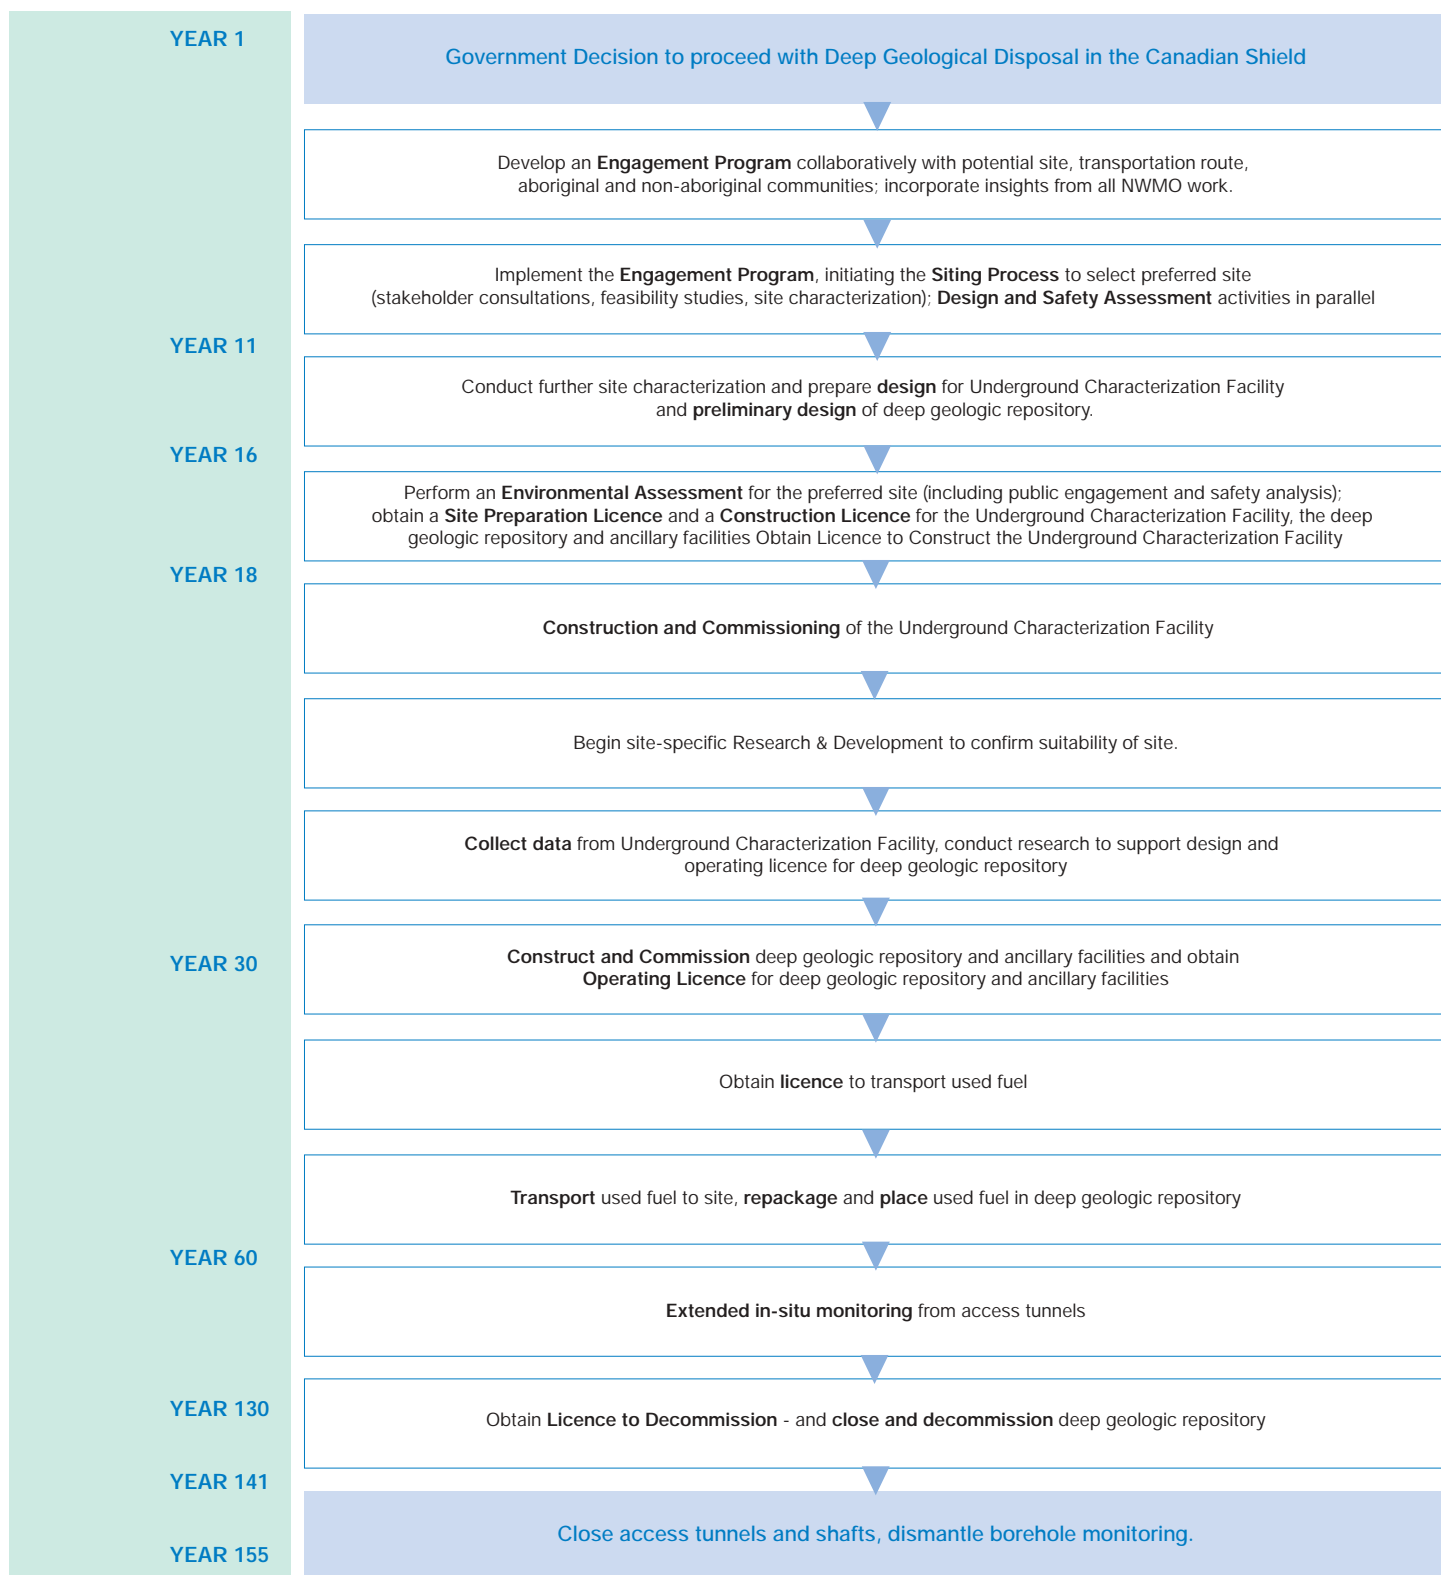 YEAR 1
Government Decision to proceed with Deep Geological Disposal in the Canadian Shield
Develop an Engagement Program collaboratively with potential site, transportation route,
aboriginal and non-aboriginal communities; incorporate insights from all NWMO work.
Implement the Engagement Program, initiating the Siting Process to select preferred site
(stakeholder consultations, feasibility studies, site characterization); Design and Safety Assessment activities in parallel
YEAR 11
Conduct further site characterization and prepare design for Underground Characterization Facility
and preliminary design of deep geologic repository.
YEAR 16
Perform an Environmental Assessment for the preferred site (including public engagement and safety analysis);
obtain a Site Preparation Licence and a Construction Licence for the Underground Characterization Facility, the deep
geologic repository and ancillary facilities Obtain Licence to Construct the Underground Characterization Facility
YEAR 18
Construction and Commissioning of the Underground Characterization Facility
Begin site-specific Research & Development to confirm suitability of site.
Collect data from Underground Characterization Facility, conduct research to support design and
operating licence for deep geologic repository
YEAR 30
Construct and Commission deep geologic repository and ancillary facilities and obtain
Operating Licence for deep geologic repository and ancillary facilities
Obtain licence to transport used fuel
Transport used fuel to site, repackage and place used fuel in deep geologic repository
YEAR 60
Extended in-situ monitoring from access tunnels
YEAR 130
Obtain Licence to Decommission - and close and decommission deep geologic repository
YEAR 141
Close access tunnels and shafts, dismantle borehole monitoring.
YEAR 155